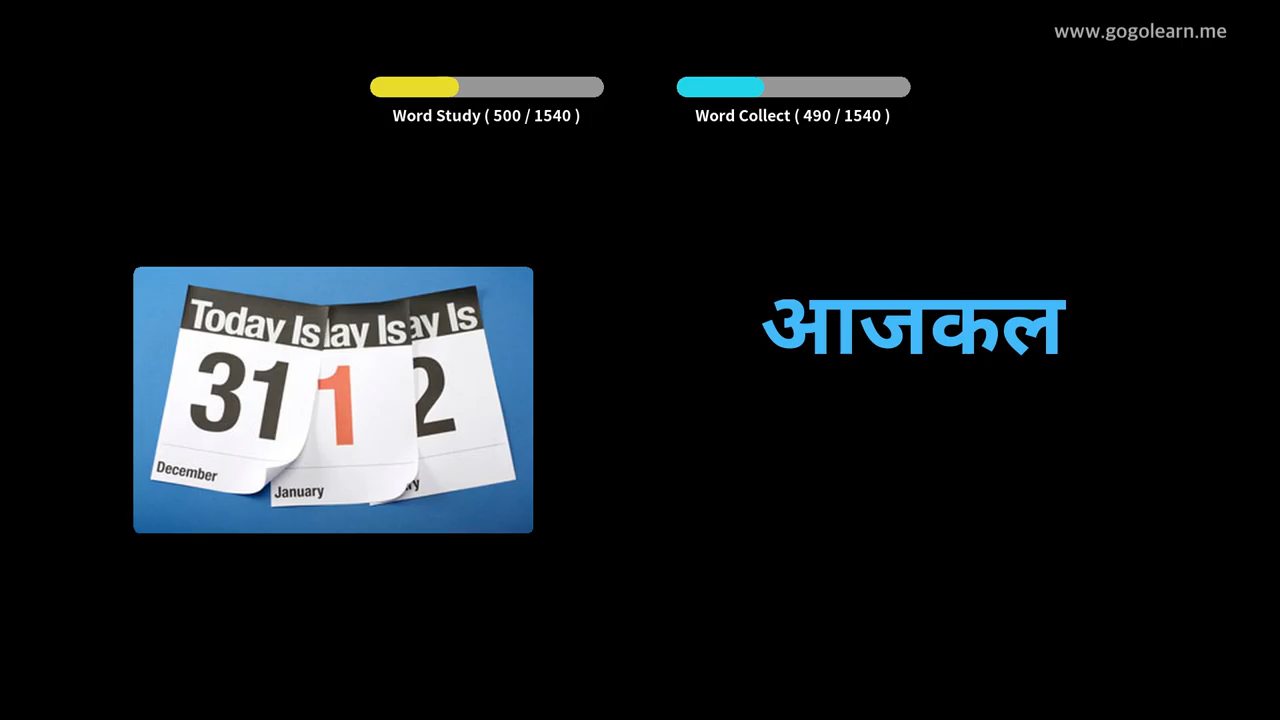 www.gogolearn.me
Word Study ( 500 / 1540 )
Word Collect ( 490 / 1540 )
आजकल
Today Is
ay Is
ay Is
31
1
2
December
January
ry